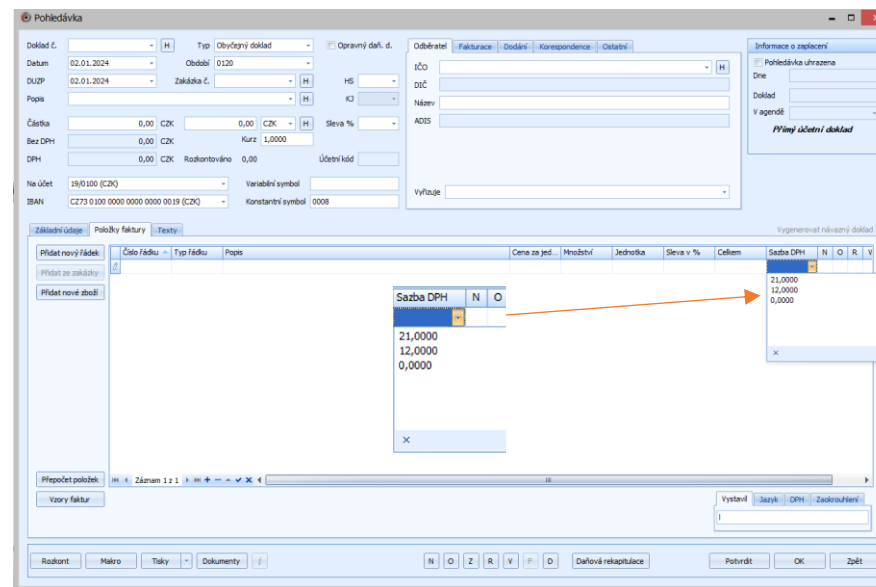 Pohledávka
Doklad č. H Typ Obyčejný doklad Opravný daň. d.
Datum 02.01.2024 Období 0120
DUZP 02.01.2024 Zakázka č. H HS
Popis H KJ
Částka 0,00 CZK 0,00 CZK H Sleva %
Bez DPH 0,00 CZK Kurz 1,0000
DPH 0,00 CZK Rozkontováno 0,00 Účetní kód
Na účet 19/0100 (CZK) Variabilní symbol
IBAN CZ73 0100 0000 0000 0000 0019 (CZK) Konstantní symbol 0008
Odběratel Fakturace Dodání Korespondence Ostatní
IČO H
DIČ
Název
ADIS
Vyřizuje
Informace o zaplacení
Pohledávka uhrazena
Dne
Doklad
V agendě
Přímý účetní doklad
Základní údaje Položky faktury Texty Vygenerovat návazný doklad
Přidat nový řádek
Přidat ze zakázky
Přidat nové zboží
Číslo řádku Typ řádku Popis Cena za jed... Množství Jednotka Sleva v % Celkem Sazba DPH N O R V
21,0000
12,0000
0,0000
Sazba DPH N O
21,0000
12,0000
0,0000
Přepočet položek Záznam 1 z 1
Vzory faktur
Vystavil Jazyk DPH Zaokrouhlení
Rozkont Makro Tisky Dokumenty i N O Z R V F D Daňová rekapitulace Potvrdit OK Zpět